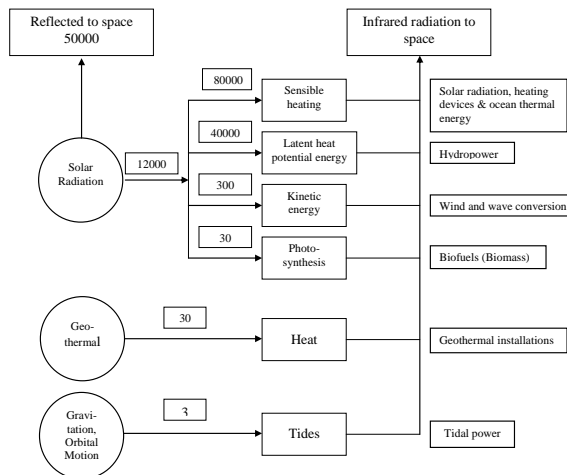 Reflected to space
50000
Infrared radiation to
space
80000
Sensible
heating
Solar radiation, heating
devices & ocean thermal
energy
40000
Latent heat
potential energy
Hydropower
Solar
Radiation
12000
300
Kinetic
energy
Wind and wave conversion
30
Photo-
synthesis
Biofuels (Biomass)
Geo-
thermal
30
Heat
Geothermal installations
Gravi-
tation,
Orbital
Motion
3
Tides
Tidal power